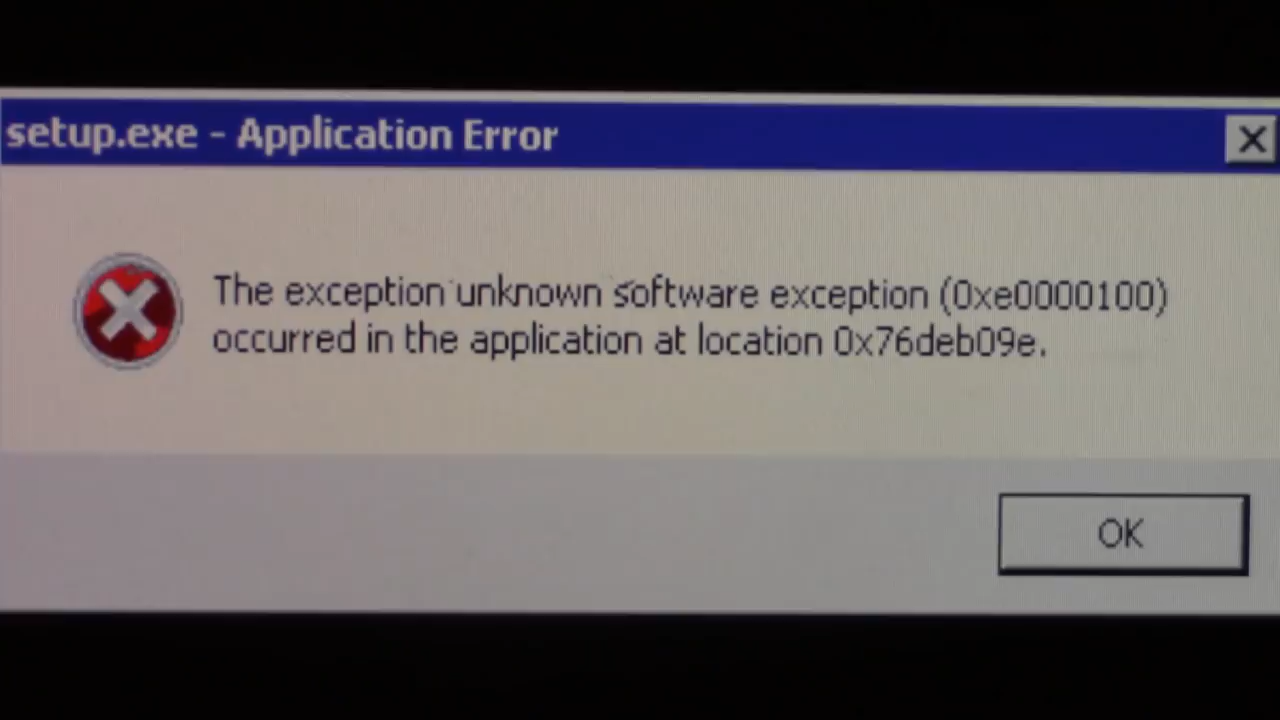 setup.exe - Application Error
The exception unknown software exception (0xe0000100)
occurred in the application at location 0x76deb09e.
OK